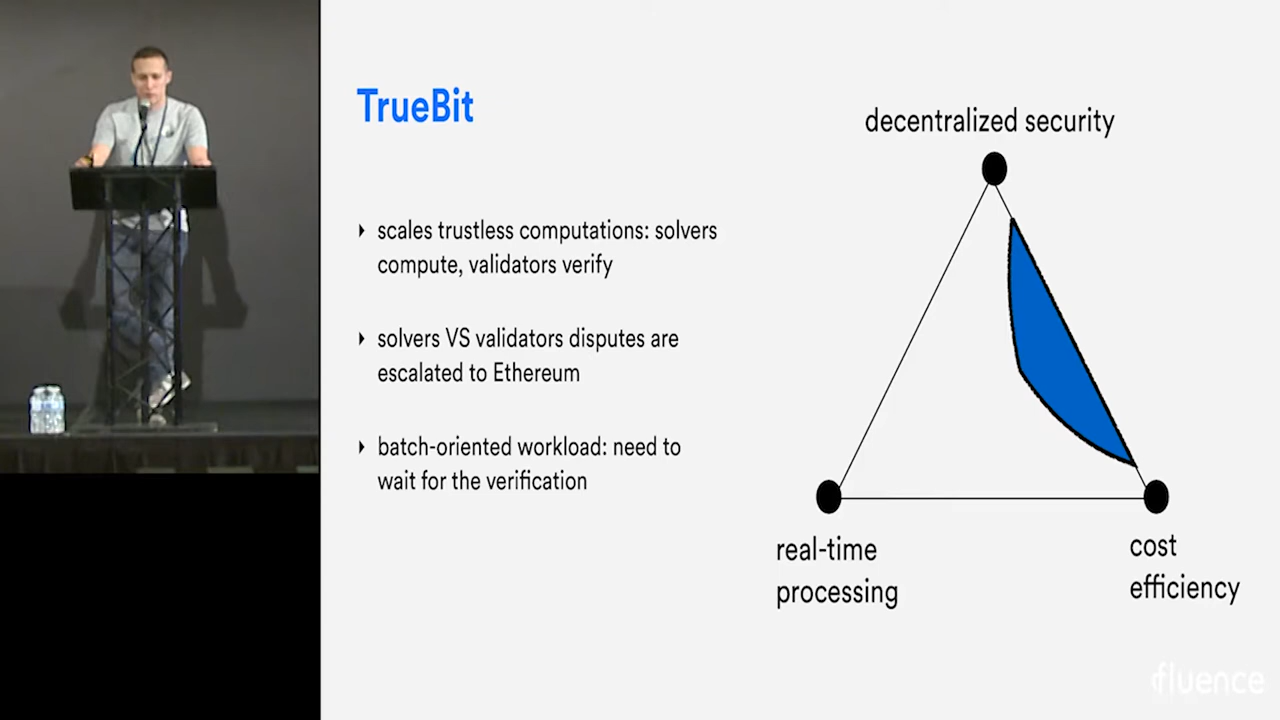 TrueBit
scales trustless computations: solvers
compute, validators verify
solvers VS validators disputes are
escalated to Ethereum
batch-oriented workload: need to
wait for the verification
decentralized security
real-time
processing
cost
efficiency
fluence